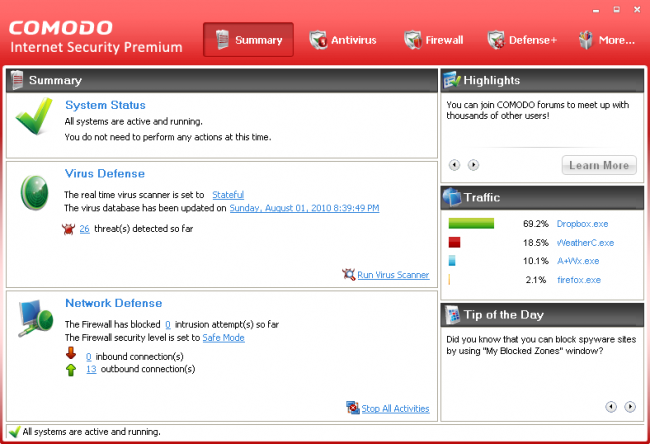 COMODO
Internet Security Premium
Summary
Antivirus
Firewall
Defense+
More...
Summary
System Status
All systems are active and running.
You do not need to perform any actions at this time.
Virus Defense
The real time virus scanner is set to Stateful
The virus database has been updated on Sunday, August 01, 2010 8:39:49 PM
26 threat(s) detected so far
Run Virus Scanner
Network Defense
The Firewall has blocked 0 intrusion attempt(s) so far
The Firewall security level is set to Safe Mode
0 inbound connection(s)
13 outbound connection(s)
Stop All Activities
Highlights
You can join COMODO forums to meet up with
thousands of other users!
Learn More
Traffic
69.2% Dropbox.exe
18.5% WeatherC.exe
10.1% A+Wx.exe
2.1% firefox.exe
Tip of the Day
Did you know that you can block spyware sites
by using "My Blocked Zones" window?
All systems are active and running.